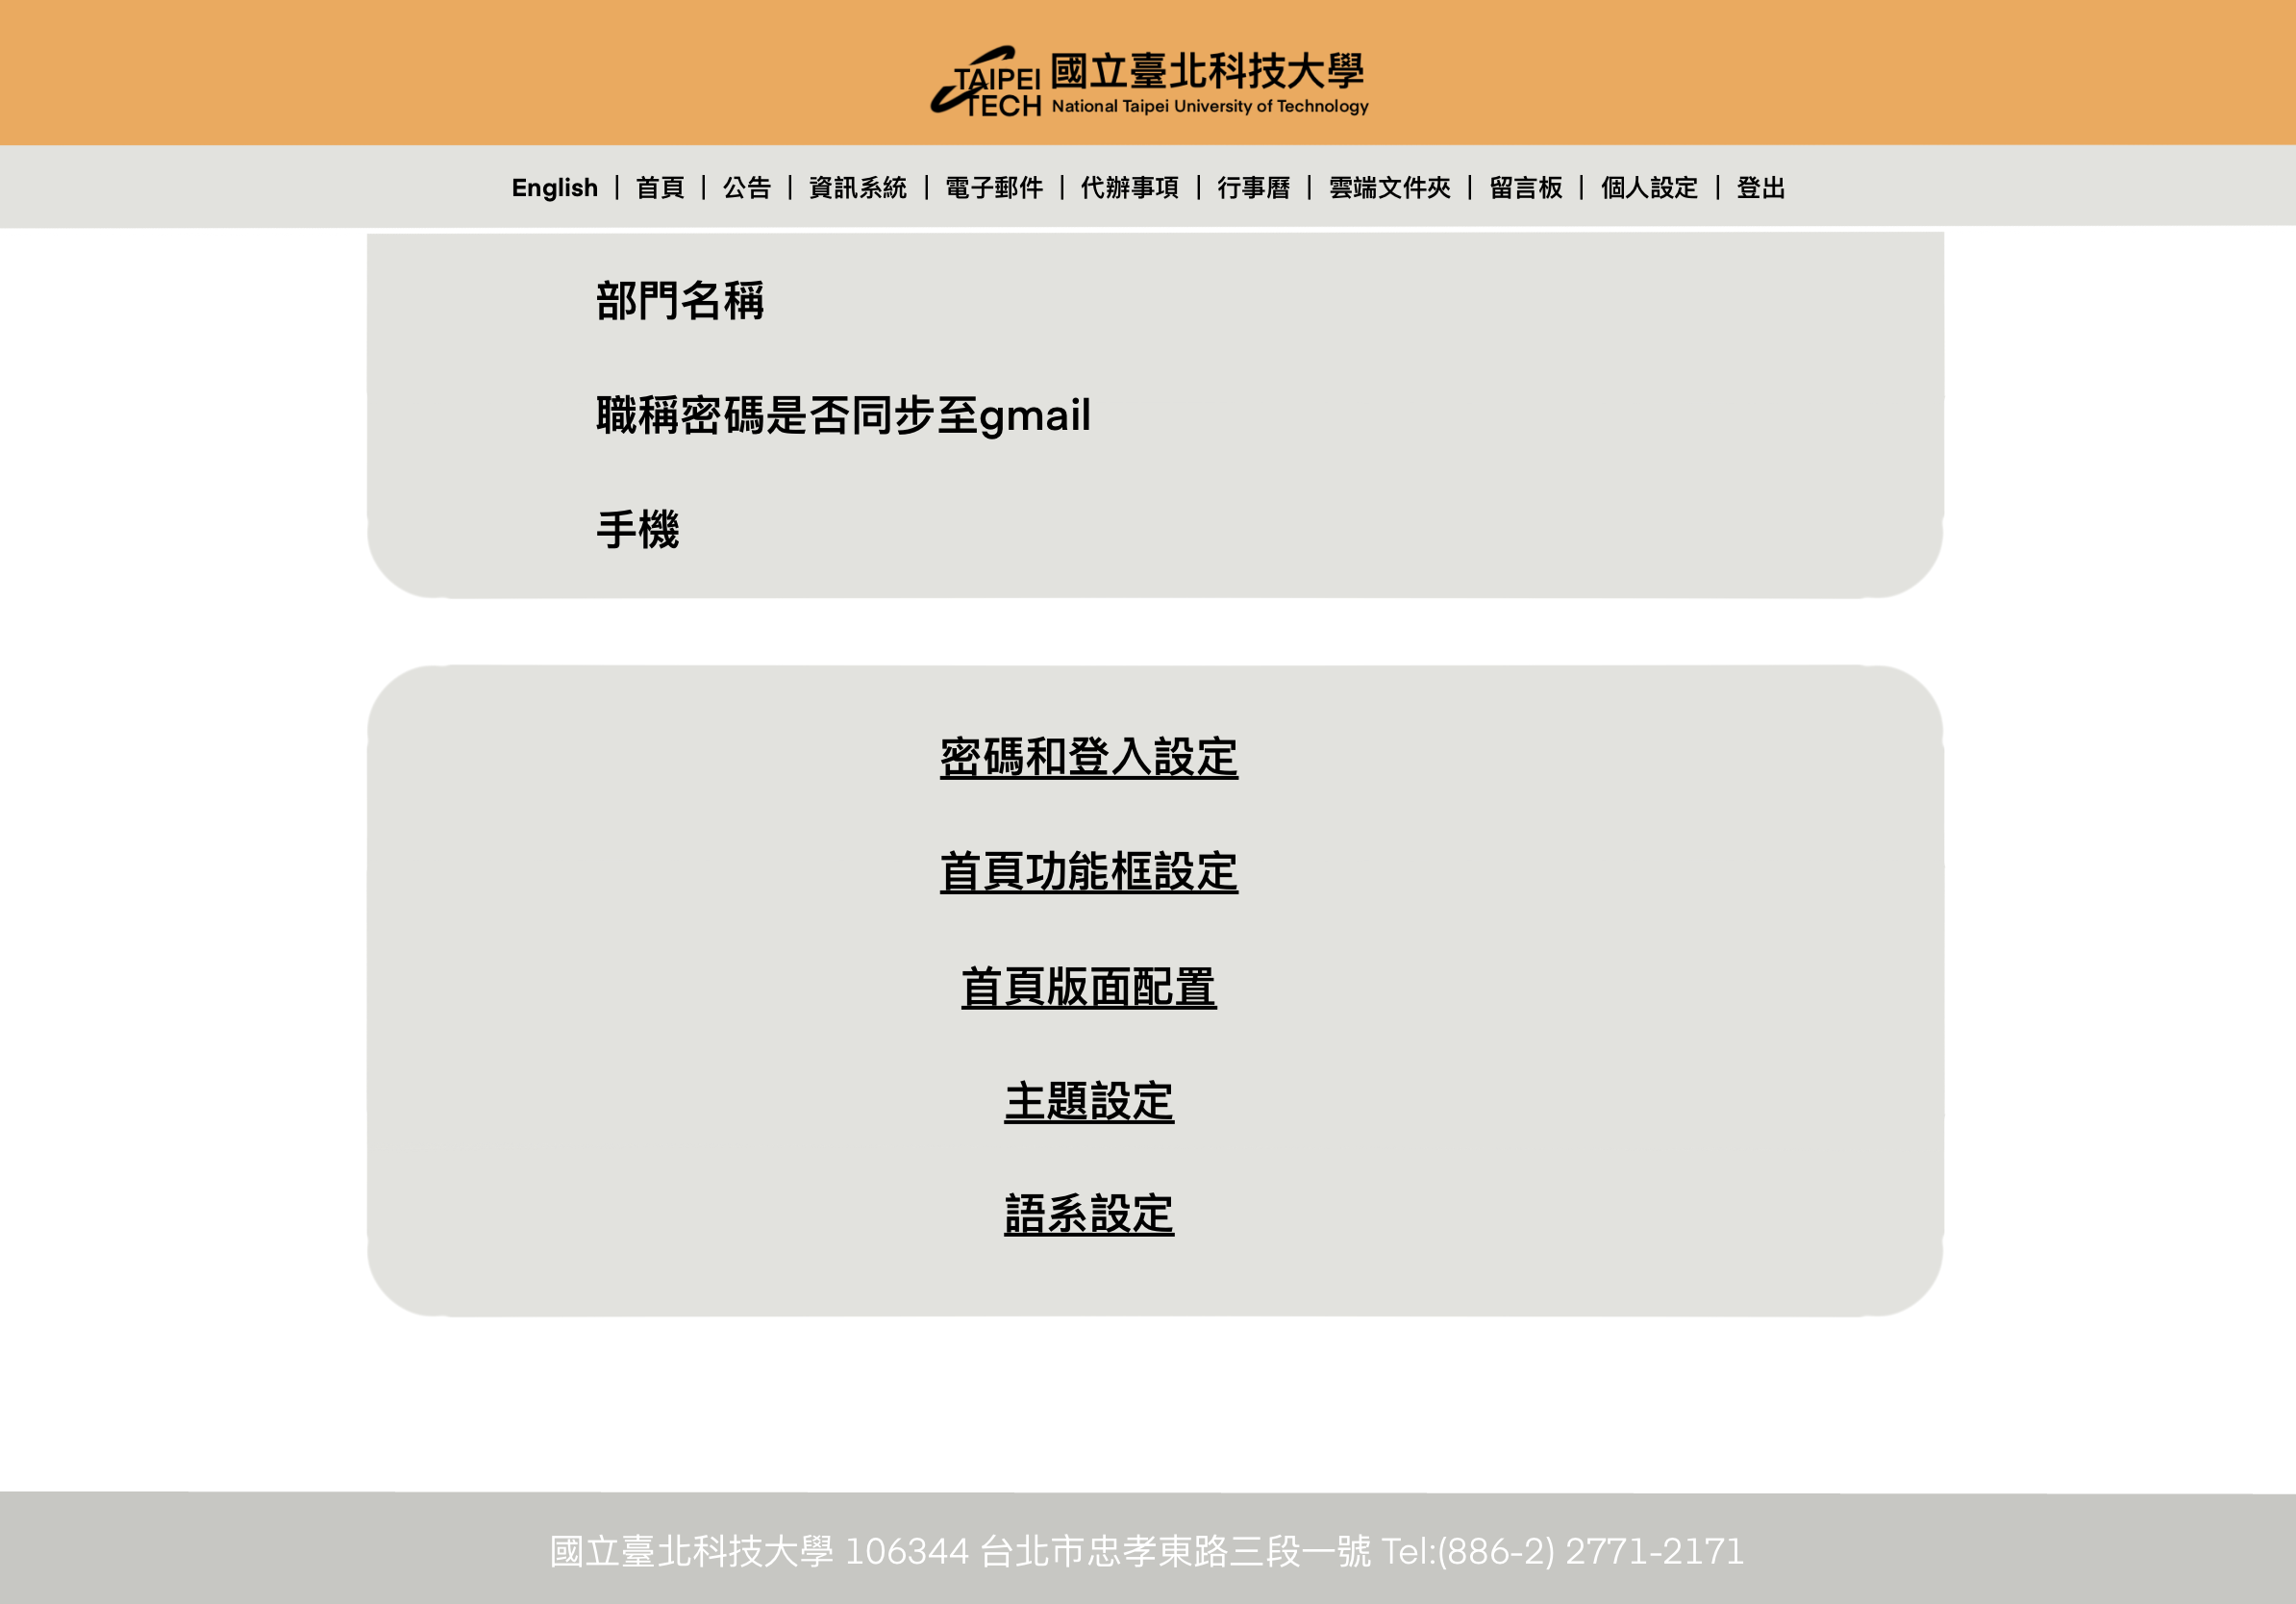 TAIPEI
TECH
國立臺北科技大學
National Taipei University of Technology
English | 首頁 | 公告 | 資訊系統 | 電子郵件 | 代辦事項 | 行事曆 | 雲端文件夾 | 留言板 | 個人設定 | 登出
部門名稱
職稱密碼是否同步至gmail
手機
密碼和登入設定
首頁功能框設定
首頁版面配置
主題設定
語系設定
國立臺北科技大學 106344 台北市忠孝東路三段一號 Tel:(886-2) 2771-2171